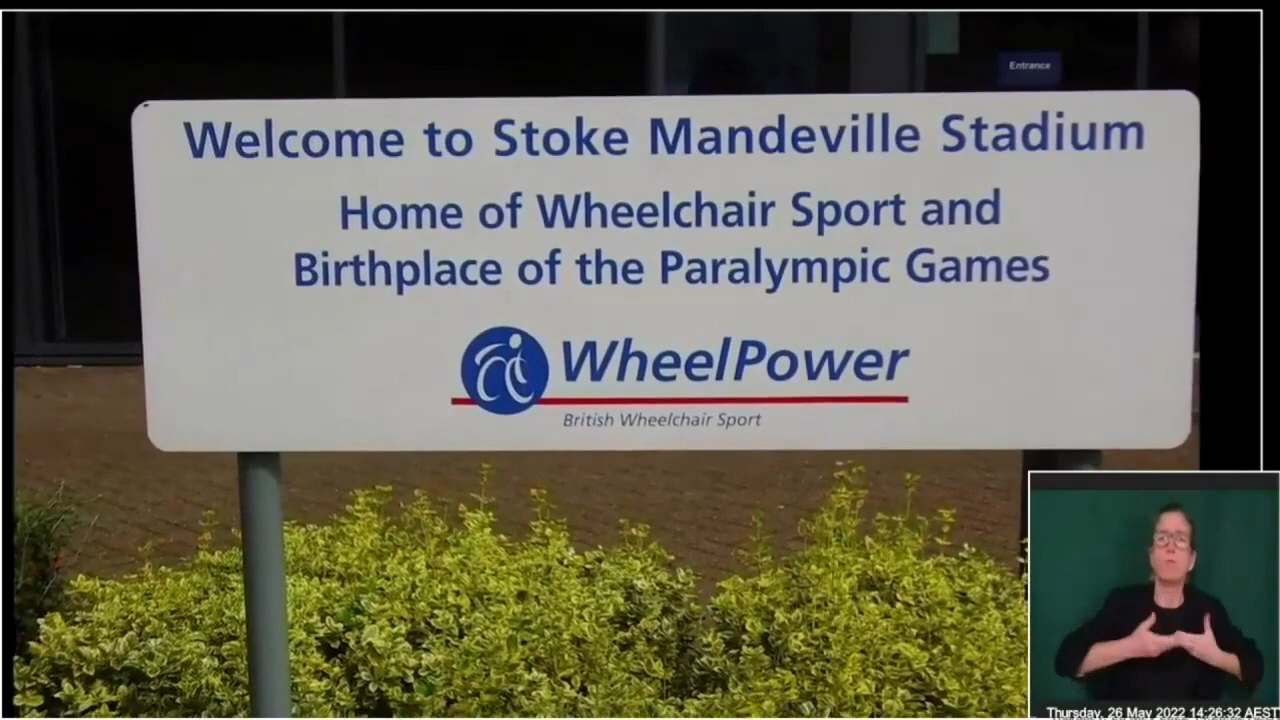 Entrance
Welcome to Stoke Mandeville Stadium
Home of Wheelchair Sport and
Birthplace of the Paralympic Games
WheelPower
British Wheelchair Sport
Thursday, 26 May 2022 14:26:32 AEST